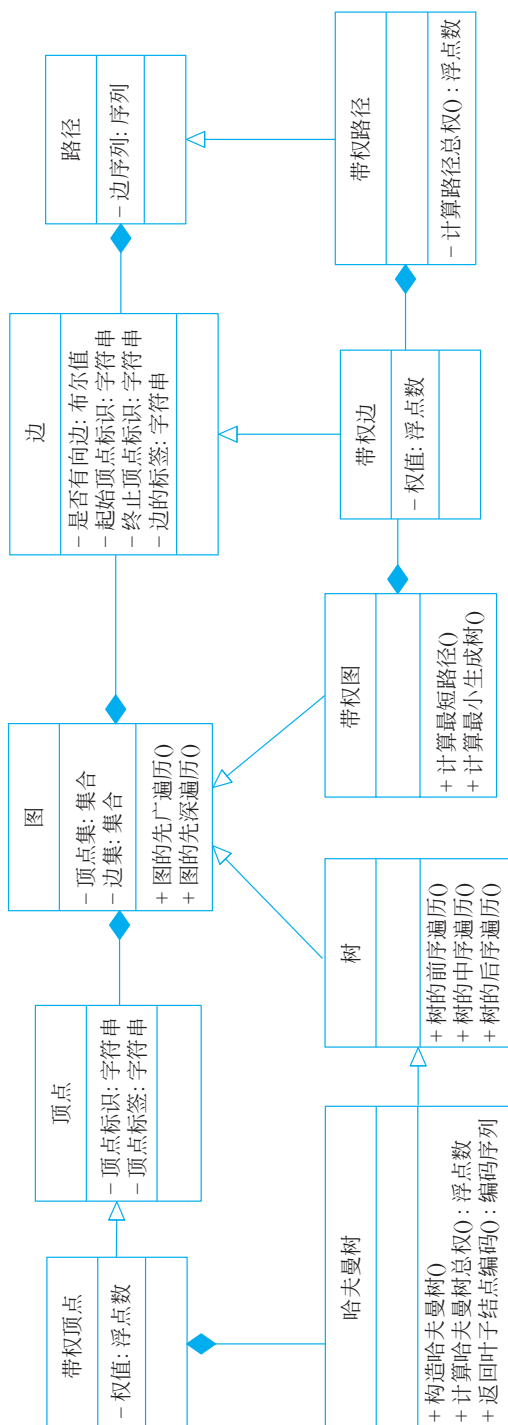 带权顶点
－权值: 浮点数
顶点
－顶点标识: 字符串
－顶点标签: 字符串
图
－顶点集: 集合
－边集: 集合
＋图的先广遍历()
＋图的先深遍历()
边
－是否有向边: 布尔值
－起始顶点标识: 字符串
－终止顶点标识: 字符串
－边的标签: 字符串
路径
－边序列: 序列
哈夫曼树
＋构造哈夫曼树()
＋计算哈夫曼树总权() : 浮点数
＋返回叶子结点编码() : 编码序列
树
＋树的前序遍历()
＋树的中序遍历()
＋树的后序遍历()
带权图
＋计算最短路径()
＋计算最小生成树()
带权边
－权值: 浮点数
带权路径
－计算路径总权() : 浮点数